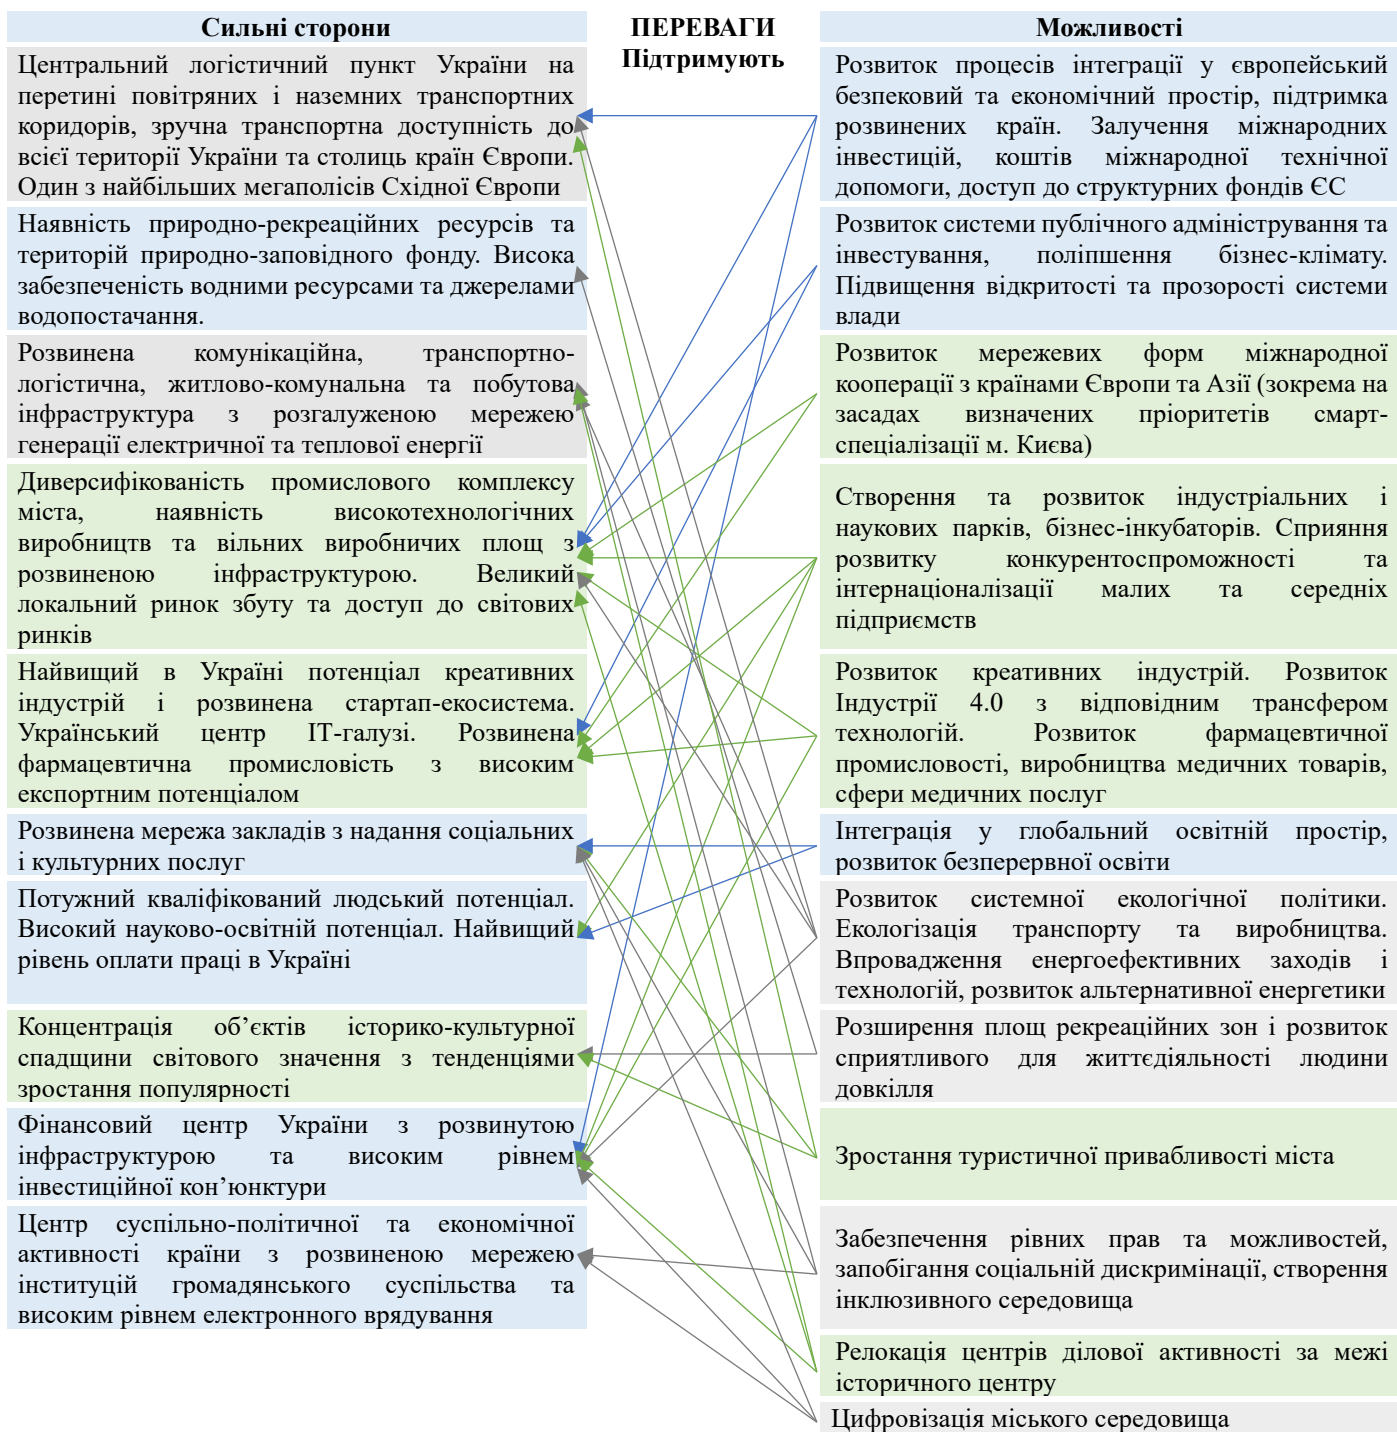 Сильні сторони
Центральний логістичний пункт України на
перетині повітряних і наземних транспортних
коридорів, зручна транспортна доступність до
всієї території України та столиць країн Європи.
Один з найбільших мегаполісів Східної Європи
Наявність природно-рекреаційних ресурсів та
територій природно-заповідного фонду. Висока
забезпеченість водними ресурсами та джерелами
водопостачання.
Розвинена комунікаційна, транспортно-
логістична, житлово-комунальна та побутова
інфраструктура з розгалуженою мережею
генерації електричної та теплової енергії
Диверсифікованість промислового комплексу
міста, наявність високотехнологічних
виробництв та вільних виробничих площ з
розвиненою інфраструктурою. Великий
локальний ринок збуту та доступ до світових
ринків
Найвищий в Україні потенціал креативних
індустрій і розвинена стартап-екосистема.
Український центр ІТ-галузі. Розвинена
фармацевтична промисловість з високим
експортним потенціалом
Розвинена мережа закладів з надання соціальних
і культурних послуг
Потужний кваліфікований людський потенціал.
Високий науково-освітній потенціал. Найвищий
рівень оплати праці в Україні
Концентрація об’єктів історико-культурної
спадщини світового значення з тенденціями
зростання популярності
Фінансовий центр України з розвинутою
інфраструктурою та високим рівнем
інвестиційної кон’юнктури
Центр суспільно-політичної та економічної
активності країни з розвиненою мережею
інституцій громадянського суспільства та
високим рівнем електронного врядування
ПЕРЕВАГИ
Підтримують
Можливості
Розвиток процесів інтеграції у європейський
безпековий та економічний простір, підтримка
розвинених країн. Залучення міжнародних
інвестицій, коштів міжнародної технічної
допомоги, доступ до структурних фондів ЄС
Розвиток системи публічного адміністрування та
інвестування, поліпшення бізнес-клімату.
Підвищення відкритості та прозорості системи
влади
Розвиток мережевих форм міжнародної
кооперації з країнами Європи та Азії (зокрема на
засадах визначених пріоритетів смарт-
спеціалізації м. Києва)
Створення та розвиток індустріальних і
наукових парків, бізнес-інкубаторів. Сприяння
розвитку конкурентоспроможності та
інтернаціоналізації малих та середніх
підприємств
Розвиток креативних індустрій. Розвиток
Індустрії 4.0 з відповідним трансфером
технологій. Розвиток фармацевтичної
промисловості, виробництва медичних товарів,
сфери медичних послуг
Інтеграція у глобальний освітній простір,
розвиток безперервної освіти
Розвиток системної екологічної політики.
Екологізація транспорту та виробництва.
Впровадження енергоефективних заходів і
технологій, розвиток альтернативної енергетики
Розширення площ рекреаційних зон і розвиток
сприятливого для життєдіяльності людини
довкілля
Зростання туристичної привабливості міста
Забезпечення рівних прав та можливостей,
запобігання соціальній дискримінації, створення
інклюзивного середовища
Релокація центрів ділової активності за межі
історичного центру
Цифровізація міського середовища